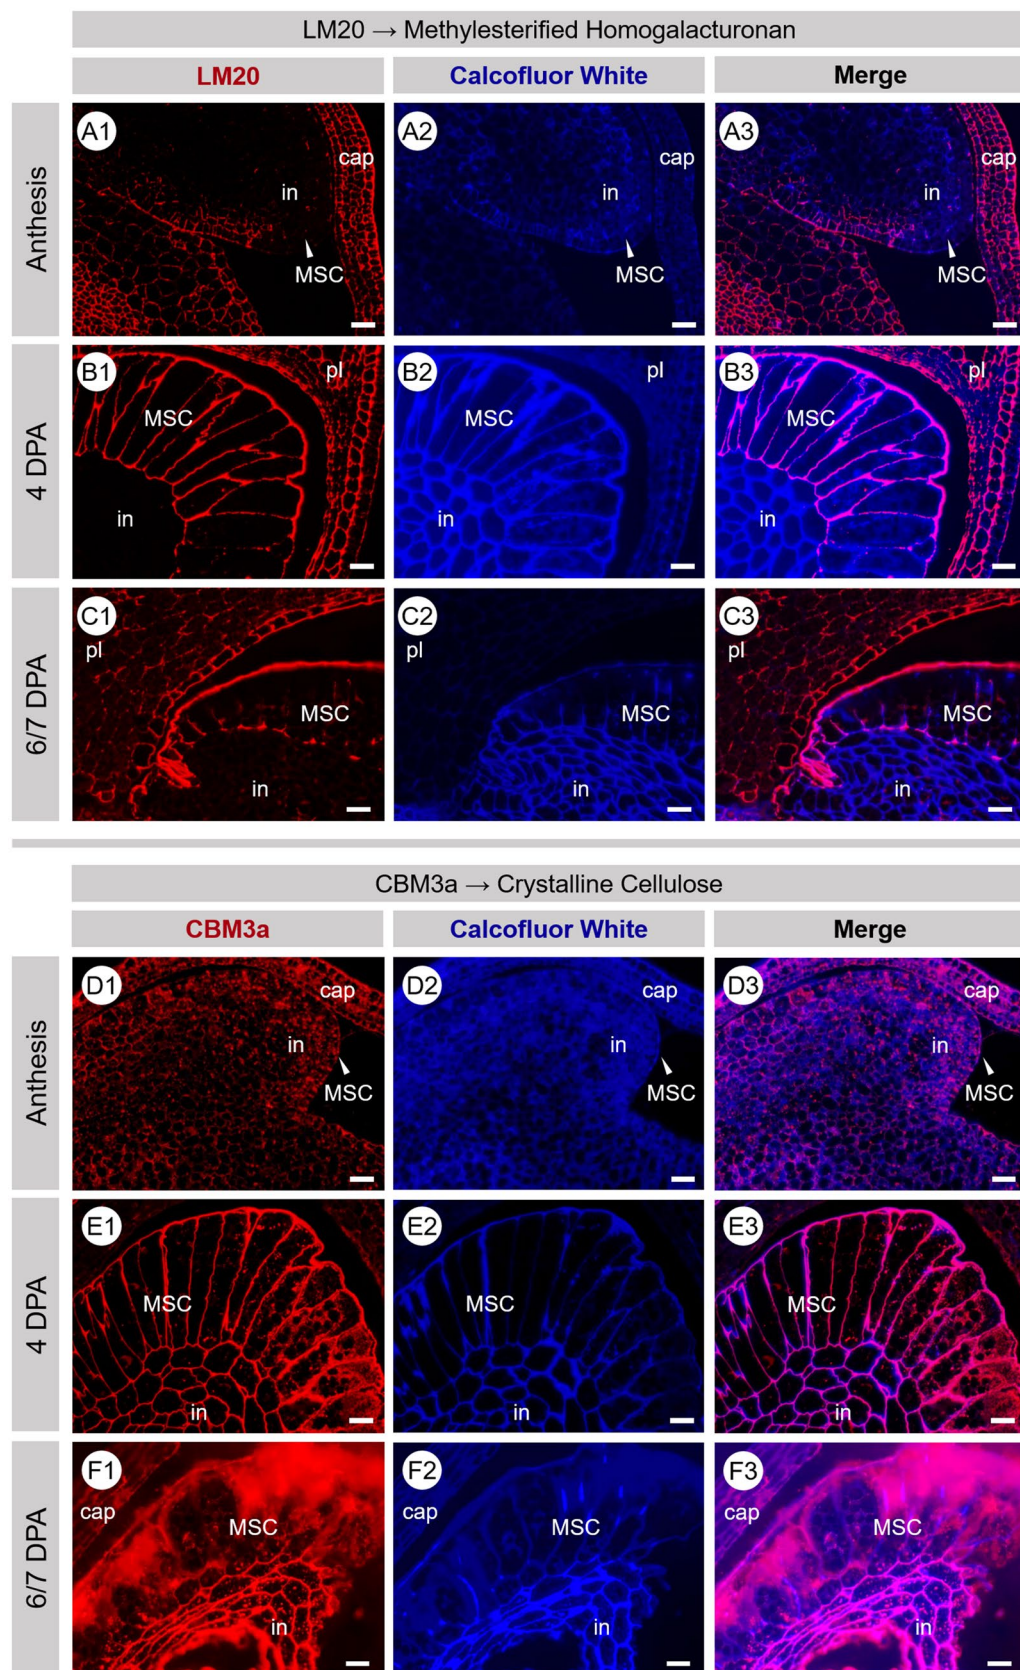 LM20 → Methylesterified Homogalacturonan
LM20 Calcofluor White Merge
Anthesis
A1 cap in MSC
A2 cap in MSC
A3 cap in MSC
4 DPA
B1 pl MSC in
B2 pl MSC in
B3 pl MSC in
6/7 DPA
C1 pl MSC in
C2 pl MSC in
C3 pl MSC in
CBM3a → Crystalline Cellulose
CBM3a Calcofluor White Merge
Anthesis
D1 cap in MSC
D2 cap in MSC
D3 cap in MSC
4 DPA
E1 MSC in
E2 MSC in
E3 MSC in
6/7 DPA
F1 cap MSC in
F2 MSC in
F3 cap MSC in